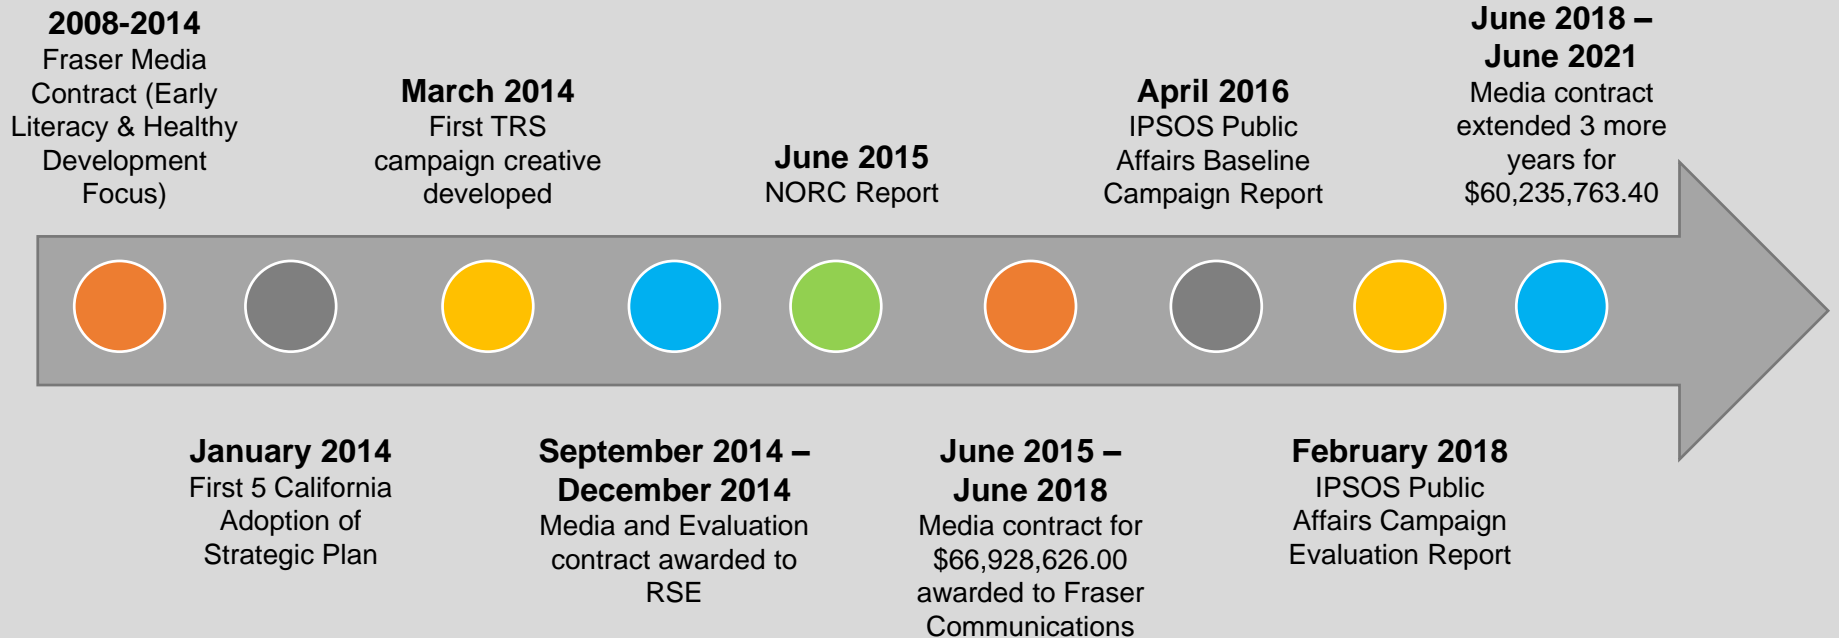 2008-2014
Fraser Media
Contract (Early
Literacy & Healthy
Development
Focus)
January 2014
First 5 California
Adoption of
Strategic Plan
March 2014
First TRS
campaign creative
developed
September 2014 –
December 2014
Media and Evaluation
contract awarded to
RSE
June 2015
NORC Report
June 2015 –
June 2018
Media contract for
$66,928,626.00
awarded to Fraser
Communications
April 2016
IPSOS Public
Affairs Baseline
Campaign Report
February 2018
IPSOS Public
Affairs Campaign
Evaluation Report
June 2018 –
June 2021
Media contract
extended 3 more
years for
$60,235,763.40